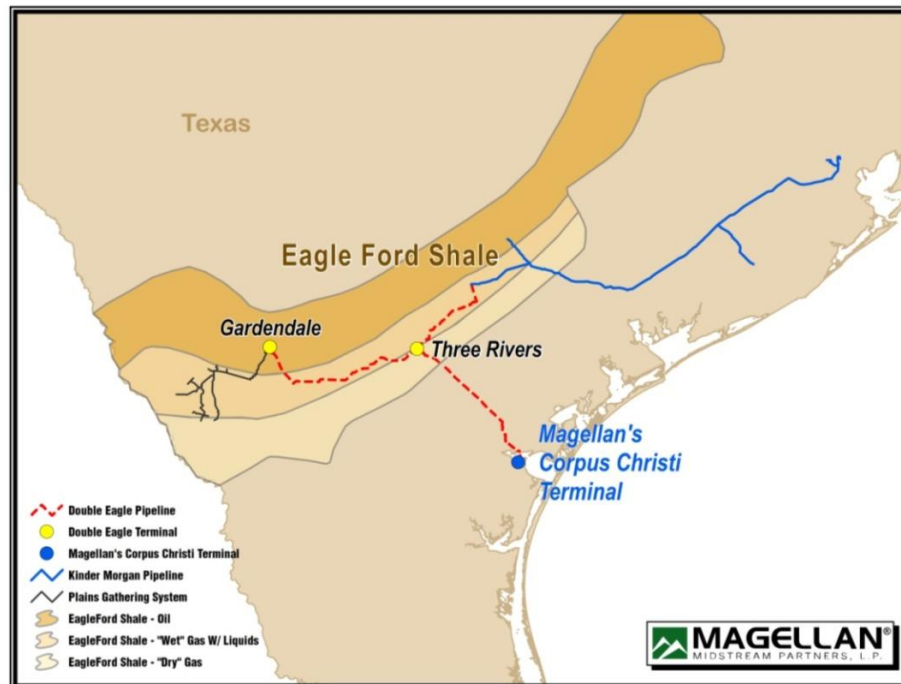 Texas
Eagle Ford Shale
Gardendale
Three Rivers
Magellan's
Corpus Christi
Terminal
Double Eagle Pipeline
Double Eagle Terminal
Magellan's Corpus Christi Terminal
Kinder Morgan Pipeline
Plains Gathering System
EagleFord Shale - Oil
EagleFord Shale - "Wet" Gas W/ Liquids
EagleFord Shale - "Dry" Gas
MAGELLAN®
MIDSTREAM PARTNERS, L.P.